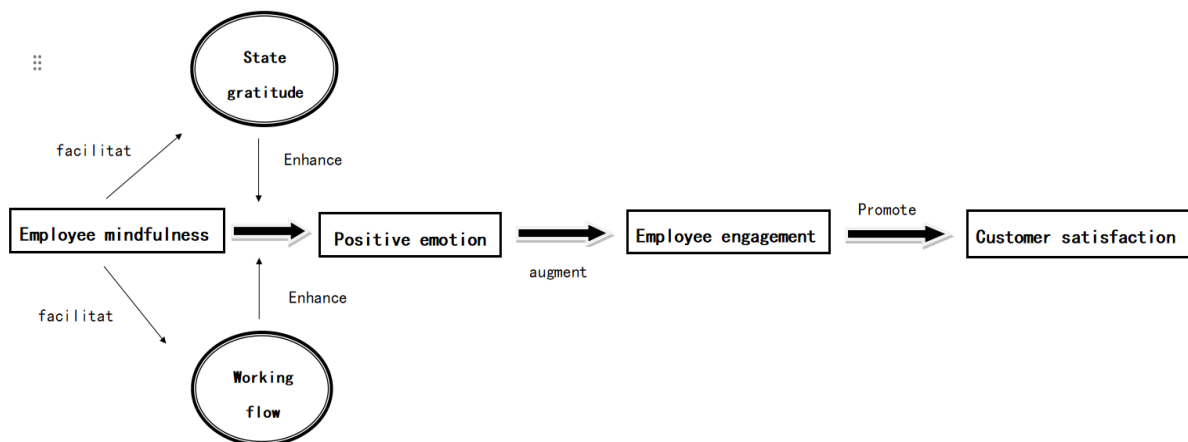 State
gratitude
facilitat
Enhance
Promote
Employee mindfulness
Positive emotion
Employee engagement
Customer satisfaction
augment
Enhance
facilitat
Working
flow